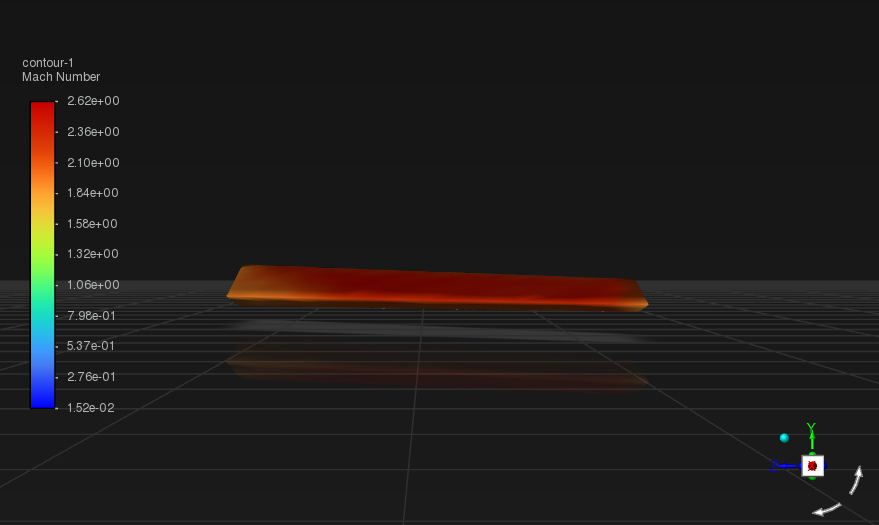 contour-1
Mach Number
2.62e+00
2.36e+00
2.10e+00
1.84e+00
1.58e+00
1.32e+00
1.06e+00
7.98e-01
5.37e-01
2.76e-01
1.52e-02
Y
Z